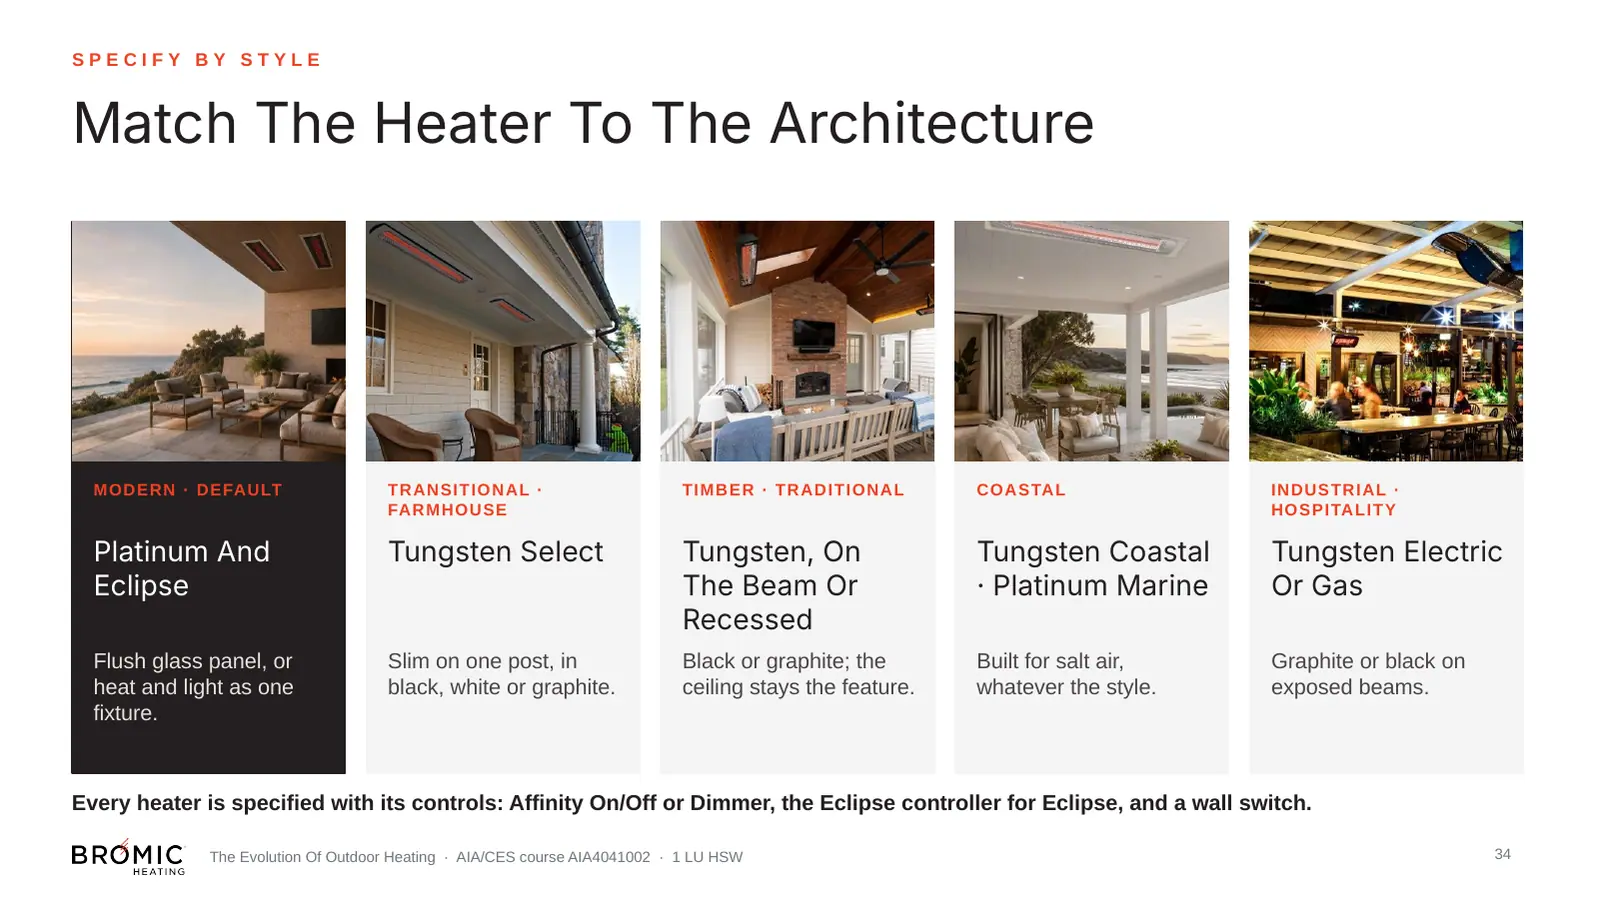 SPECIFY BY STYLE
Match The Heater To The Architecture
MODERN · DEFAULT
Platinum And
Eclipse
Flush glass panel, or
heat and light as one
fixture.
TRANSITIONAL ·
FARMHOUSE
Tungsten Select
Slim on one post, in
black, white or graphite.
TIMBER · TRADITIONAL
Tungsten, On
The Beam Or
Recessed
Black or graphite; the
ceiling stays the feature.
COASTAL
Tungsten Coastal
· Platinum Marine
Built for salt air,
whatever the style.
INDUSTRIAL ·
HOSPITALITY
Tungsten Electric
Or Gas
Graphite or black on
exposed beams.
Every heater is specified with its controls: Affinity On/Off or Dimmer, the Eclipse controller for Eclipse, and a wall switch.
BROMIC
HEATING
The Evolution Of Outdoor Heating · AIA/CES course AIA4041002 · 1 LU HSW
34